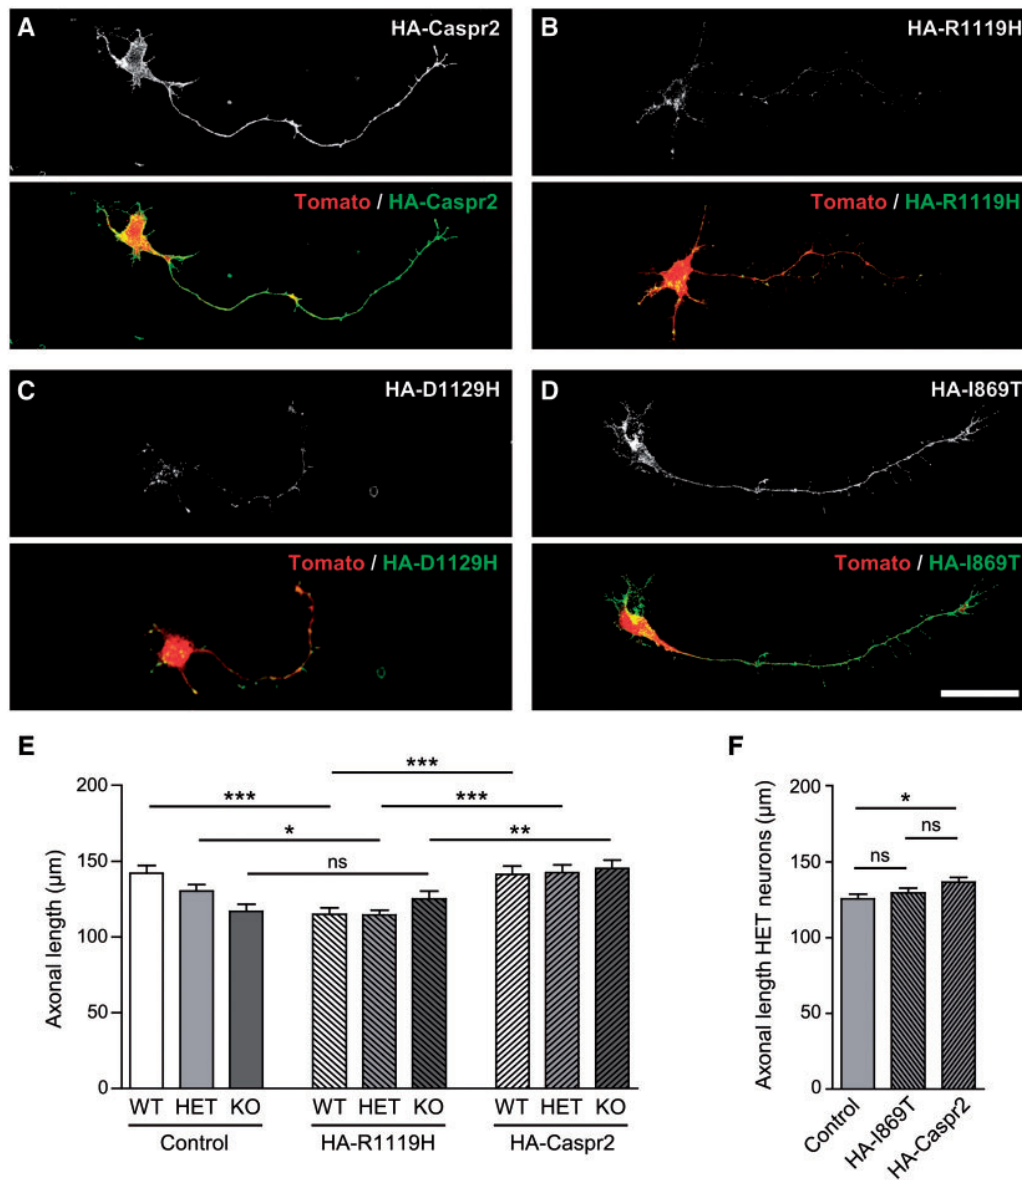 A
HA-Caspr2
Tomato / HA-Caspr2
B
HA-R1119H
Tomato / HA-R1119H
C
HA-D1129H
Tomato / HA-D1129H
D
HA-I869T
Tomato / HA-I869T
E
Axonal length (µm)
200
150
100
50
0
***
***
***
*
**
ns
WT HET KO WT HET KO WT HET KO
Control HA-R1119H HA-Caspr2
F
Axonal length HET neurons (µm)
200
150
100
50
0
*
ns
ns
Control
HA-I869T
HA-Caspr2